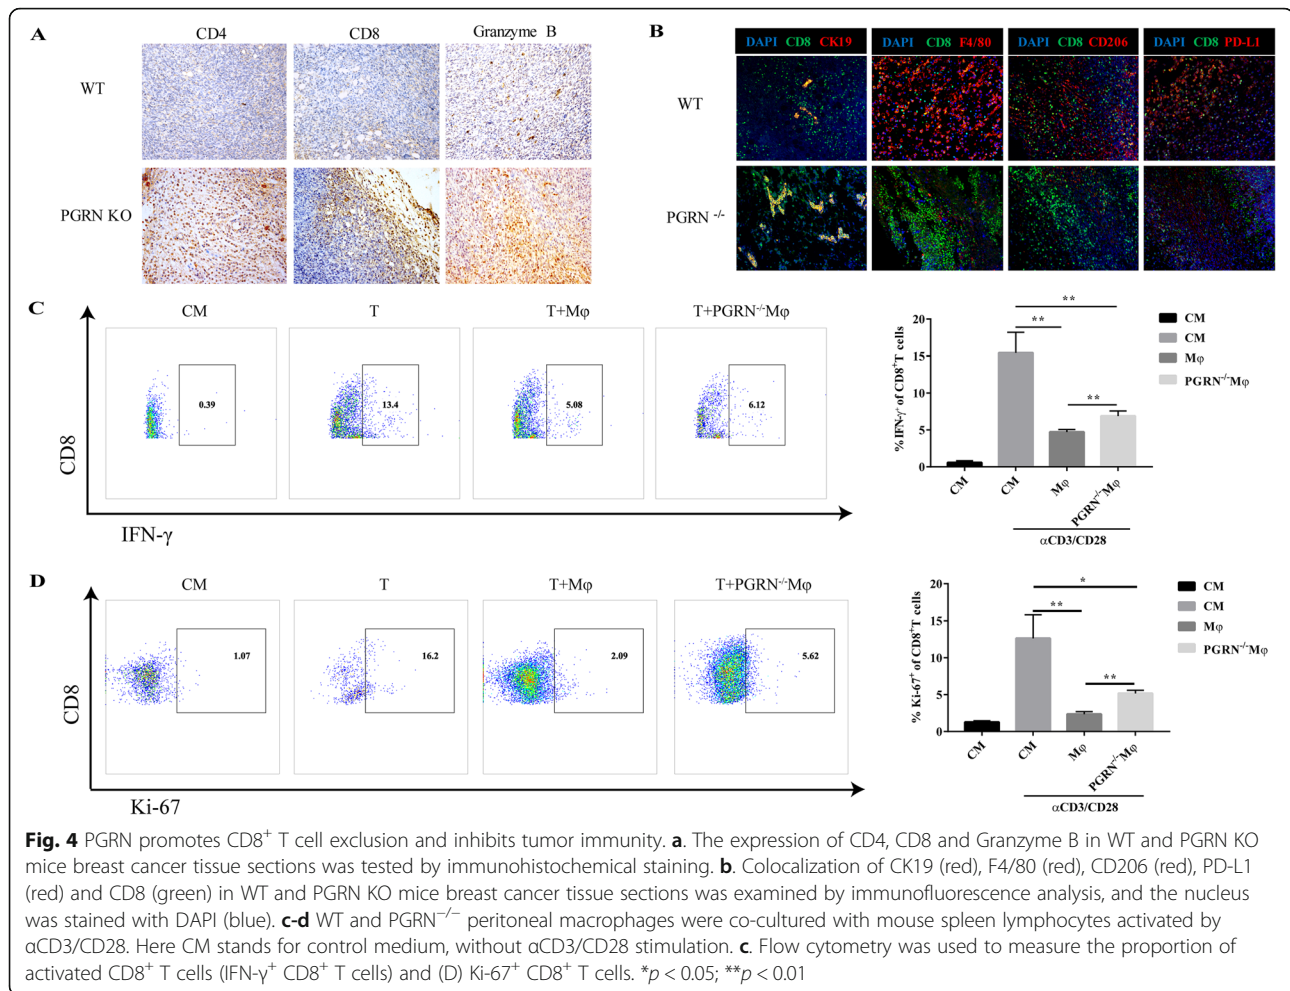 A
CD4 CD8 Granzyme B
WT
PGRN KO
B
DAPI CD8 CK19 DAPI CD8 F4/80 DAPI CD8 CD206 DAPI CD8 PD-L1
WT
PGRN -/-
C
CM T T+Mφ T+PGRN-/-Mφ
0.39 13.4 5.08 6.12
CD8
IFN-γ
%IFN-γ+ of CD8+T cells
20
15
10
5
0
**
**
**
CM
CM
Mφ
PGRN-/-Mφ
CM CM Mφ PGRN-/-Mφ
αCD3/CD28
D
CM T T+Mφ T+PGRN-/-Mφ
1.07 16.2 2.09 5.62
CD8
Ki-67
% Ki-67+ of CD8+T cells
20
15
10
5
0
*
**
**
CM
CM
Mφ
PGRN-/-Mφ
CM CM Mφ PGRN-/-Mφ
αCD3/CD28
Fig. 4 PGRN promotes CD8+ T cell exclusion and inhibits tumor immunity. a. The expression of CD4, CD8 and Granzyme B in WT and PGRN KO
mice breast cancer tissue sections was tested by immunohistochemical staining. b. Colocalization of CK19 (red), F4/80 (red), CD206 (red), PD-L1
(red) and CD8 (green) in WT and PGRN KO mice breast cancer tissue sections was examined by immunofluorescence analysis, and the nucleus
was stained with DAPI (blue). c-d WT and PGRN−/− peritoneal macrophages were co-cultured with mouse spleen lymphocytes activated by
αCD3/CD28. Here CM stands for control medium, without αCD3/CD28 stimulation. c. Flow cytometry was used to measure the proportion of
activated CD8+ T cells (IFN-γ+ CD8+ T cells) and (D) Ki-67+ CD8+ T cells. *p < 0.05; **p < 0.01